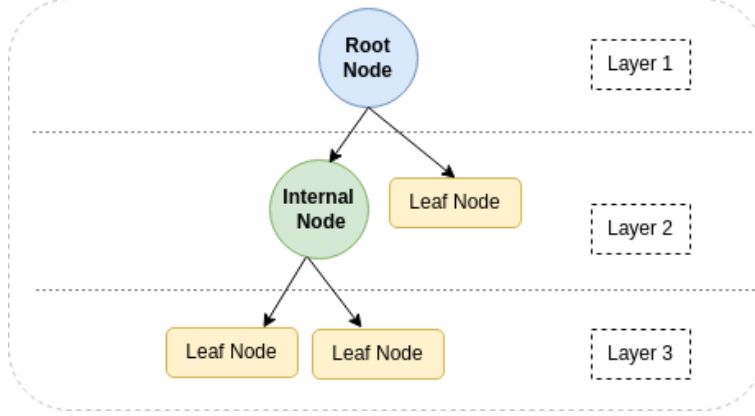 Root
Node
Layer 1
Internal
Node
Leaf Node
Layer 2
Leaf Node
Leaf Node
Layer 3